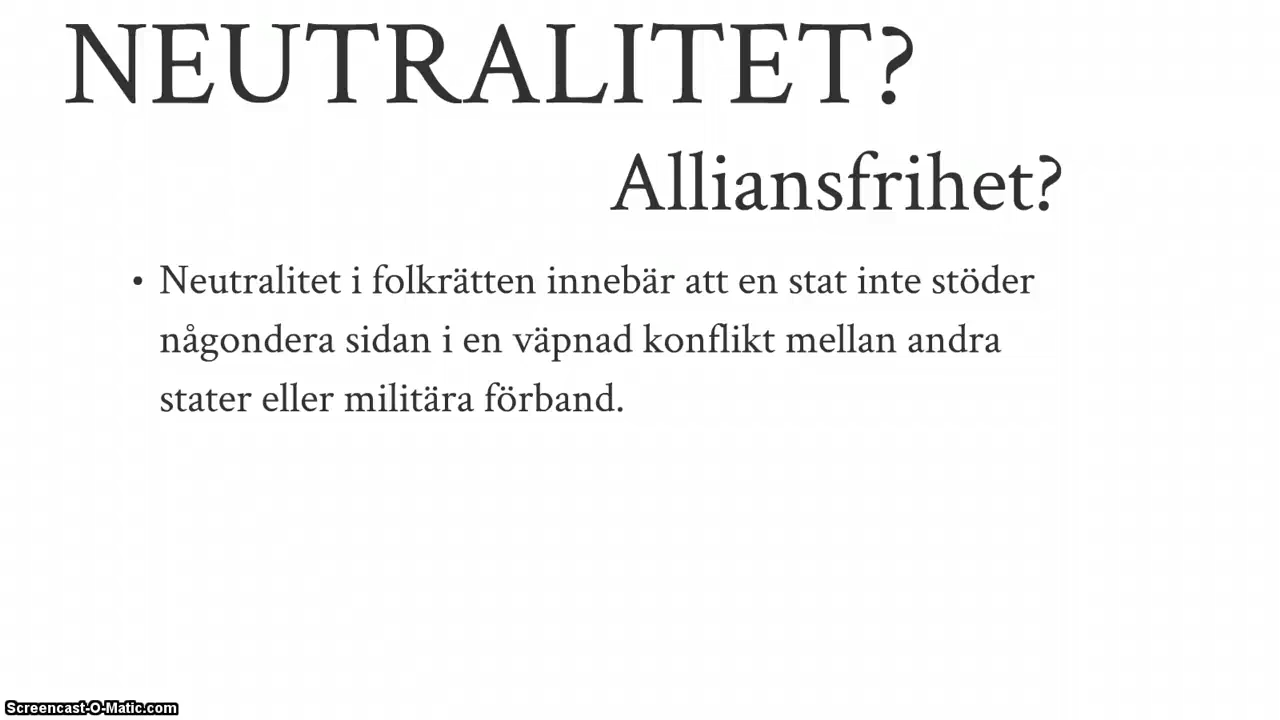 NEUTRALITET?
Alliansfrihet?
• Neutralitet i folkrätten innebär att en stat inte stöder
någondera sidan i en väpnad konflikt mellan andra
stater eller militära förband.
Screencast-O-Matic.com